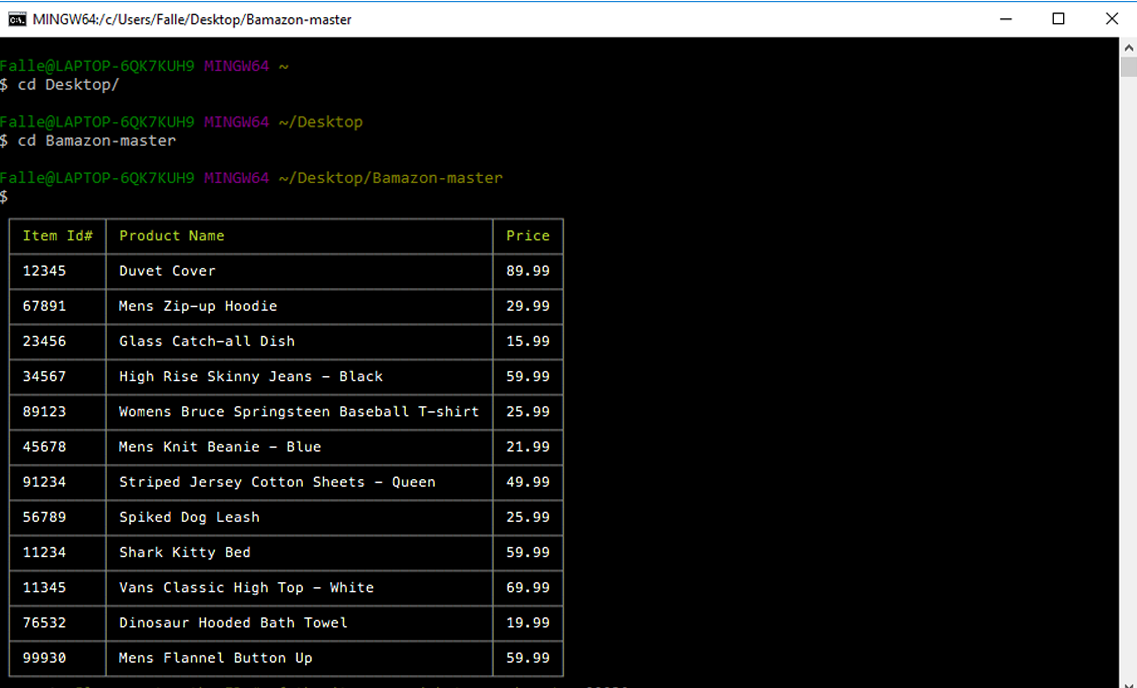 MINGW64:/c/Users/Falle/Desktop/Bamazon-master
Falle@LAPTOP-6QK7KUH9 MINGW64 ~
$ cd Desktop/
Falle@LAPTOP-6QK7KUH9 MINGW64 ~/Desktop
$ cd Bamazon-master
Falle@LAPTOP-6QK7KUH9 MINGW64 ~/Desktop/Bamazon-master
$
Item Id# Product Name Price
12345 Duvet Cover 89.99
67891 Mens Zip-up Hoodie 29.99
23456 Glass Catch-all Dish 15.99
34567 High Rise Skinny Jeans - Black 59.99
89123 Womens Bruce Springsteen Baseball T-shirt 25.99
45678 Mens Knit Beanie - Blue 21.99
91234 Striped Jersey Cotton Sheets - Queen 49.99
56789 Spiked Dog Leash 25.99
11234 Shark Kitty Bed 59.99
11345 Vans Classic High Top - White 69.99
76532 Dinosaur Hooded Bath Towel 19.99
99930 Mens Flannel Button Up 59.99